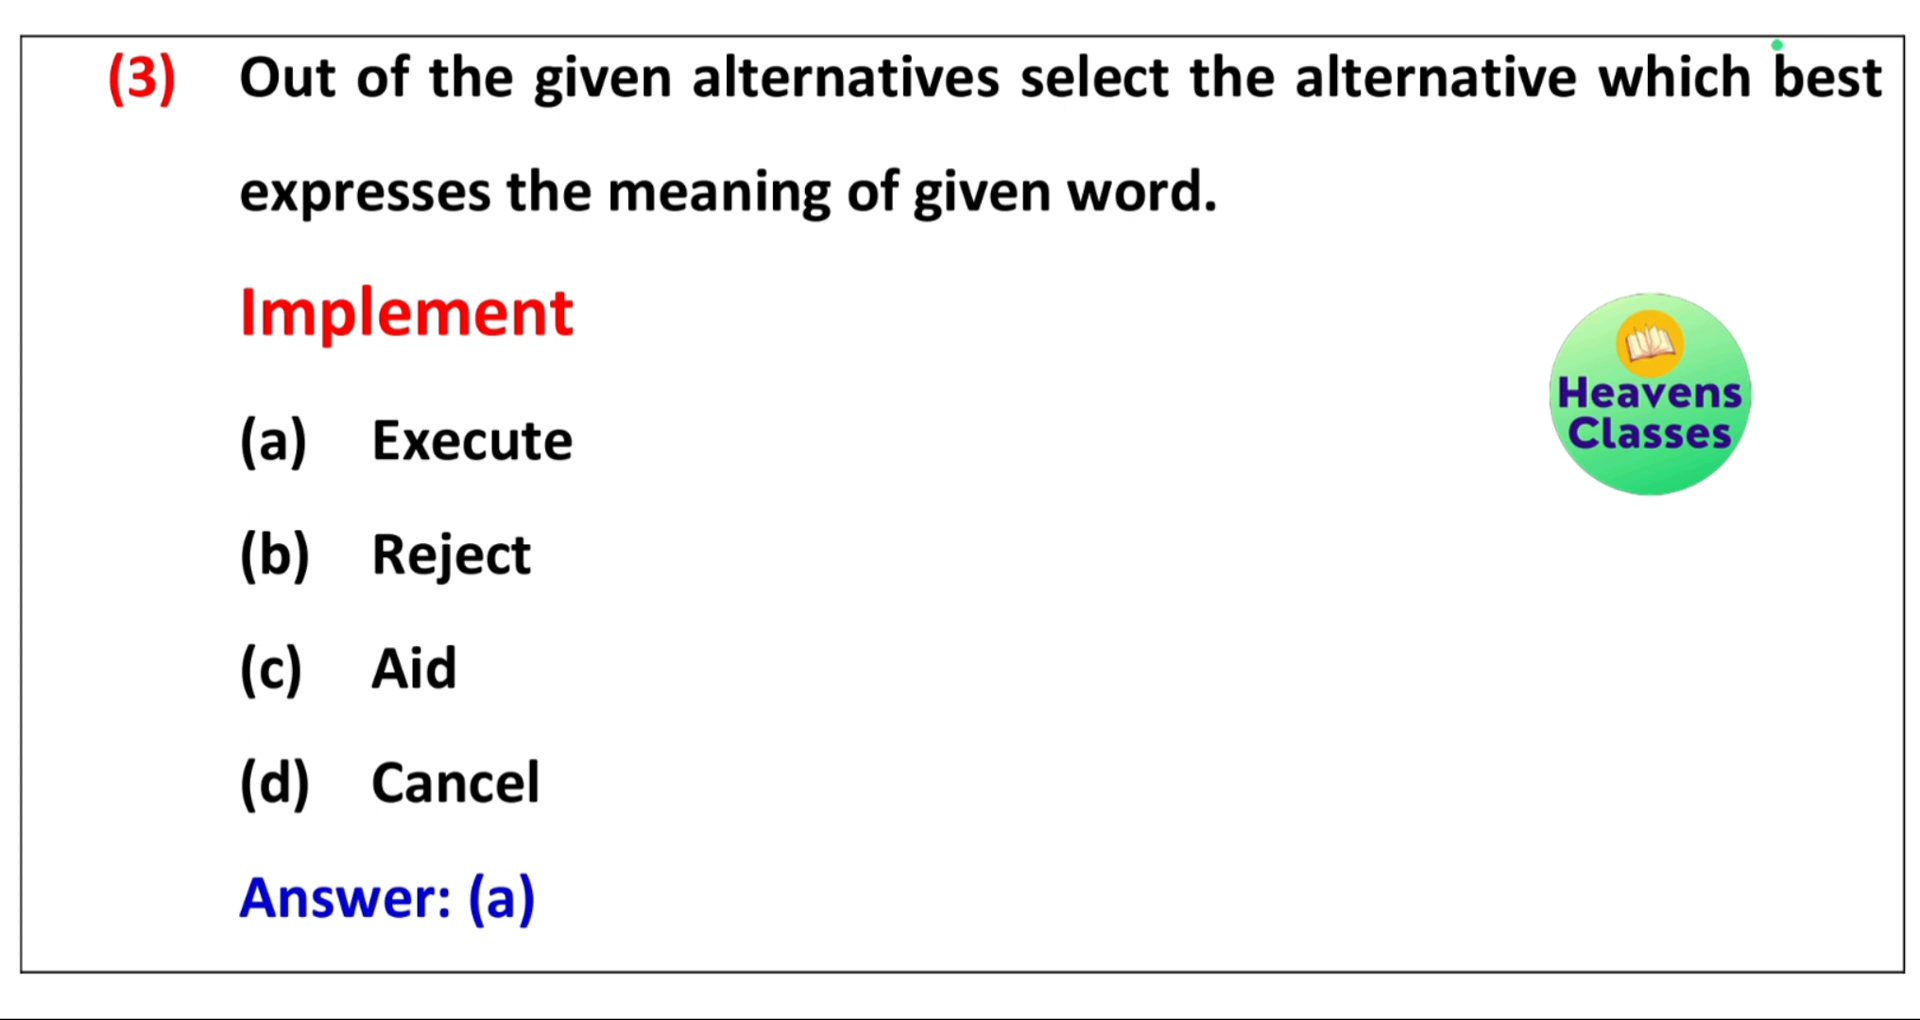 (3) Out of the given alternatives select the alternative which best
expresses the meaning of given word.
Implement
(a) Execute
(b) Reject
(c) Aid
(d) Cancel
Answer: (a)
Heavens
Classes